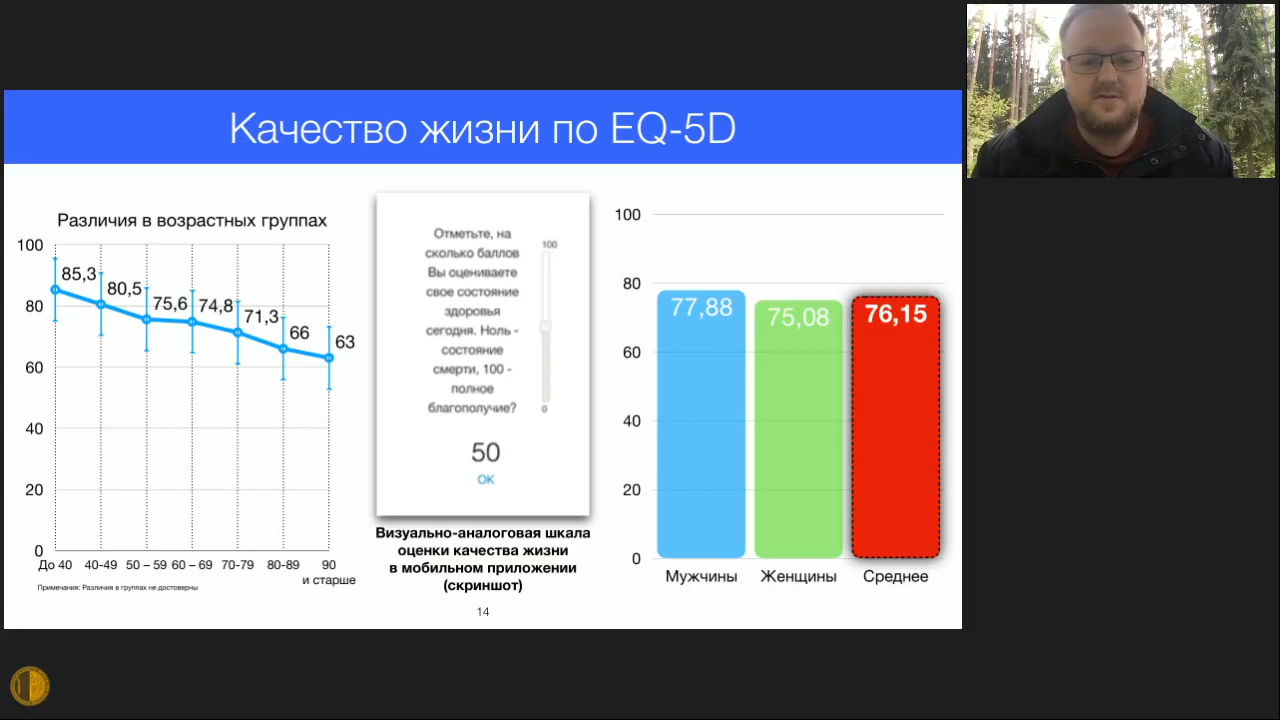 Качество жизни по EQ-5D
Различия в возрастных группах
100
80
60
40
20
0
85,3
80,5
75,6
74,8
71,3
66
63
До 40
40-49
50 – 59
60 – 69
70-79
80-89
90
и старше
Примечания: Различия в группах не достоверны
Отметьте, на
сколько баллов
Вы оцениваете
свое состояние
здоровья
сегодня. Ноль -
состояние
смерти, 100 -
полное
благополучие?
100
0
50
ОК
Визуально-аналоговая шкала
оценки качества жизни
в мобильном приложении
(скриншот)
100
80
60
40
20
0
77,88
75,08
76,15
Мужчины
Женщины
Среднее
14